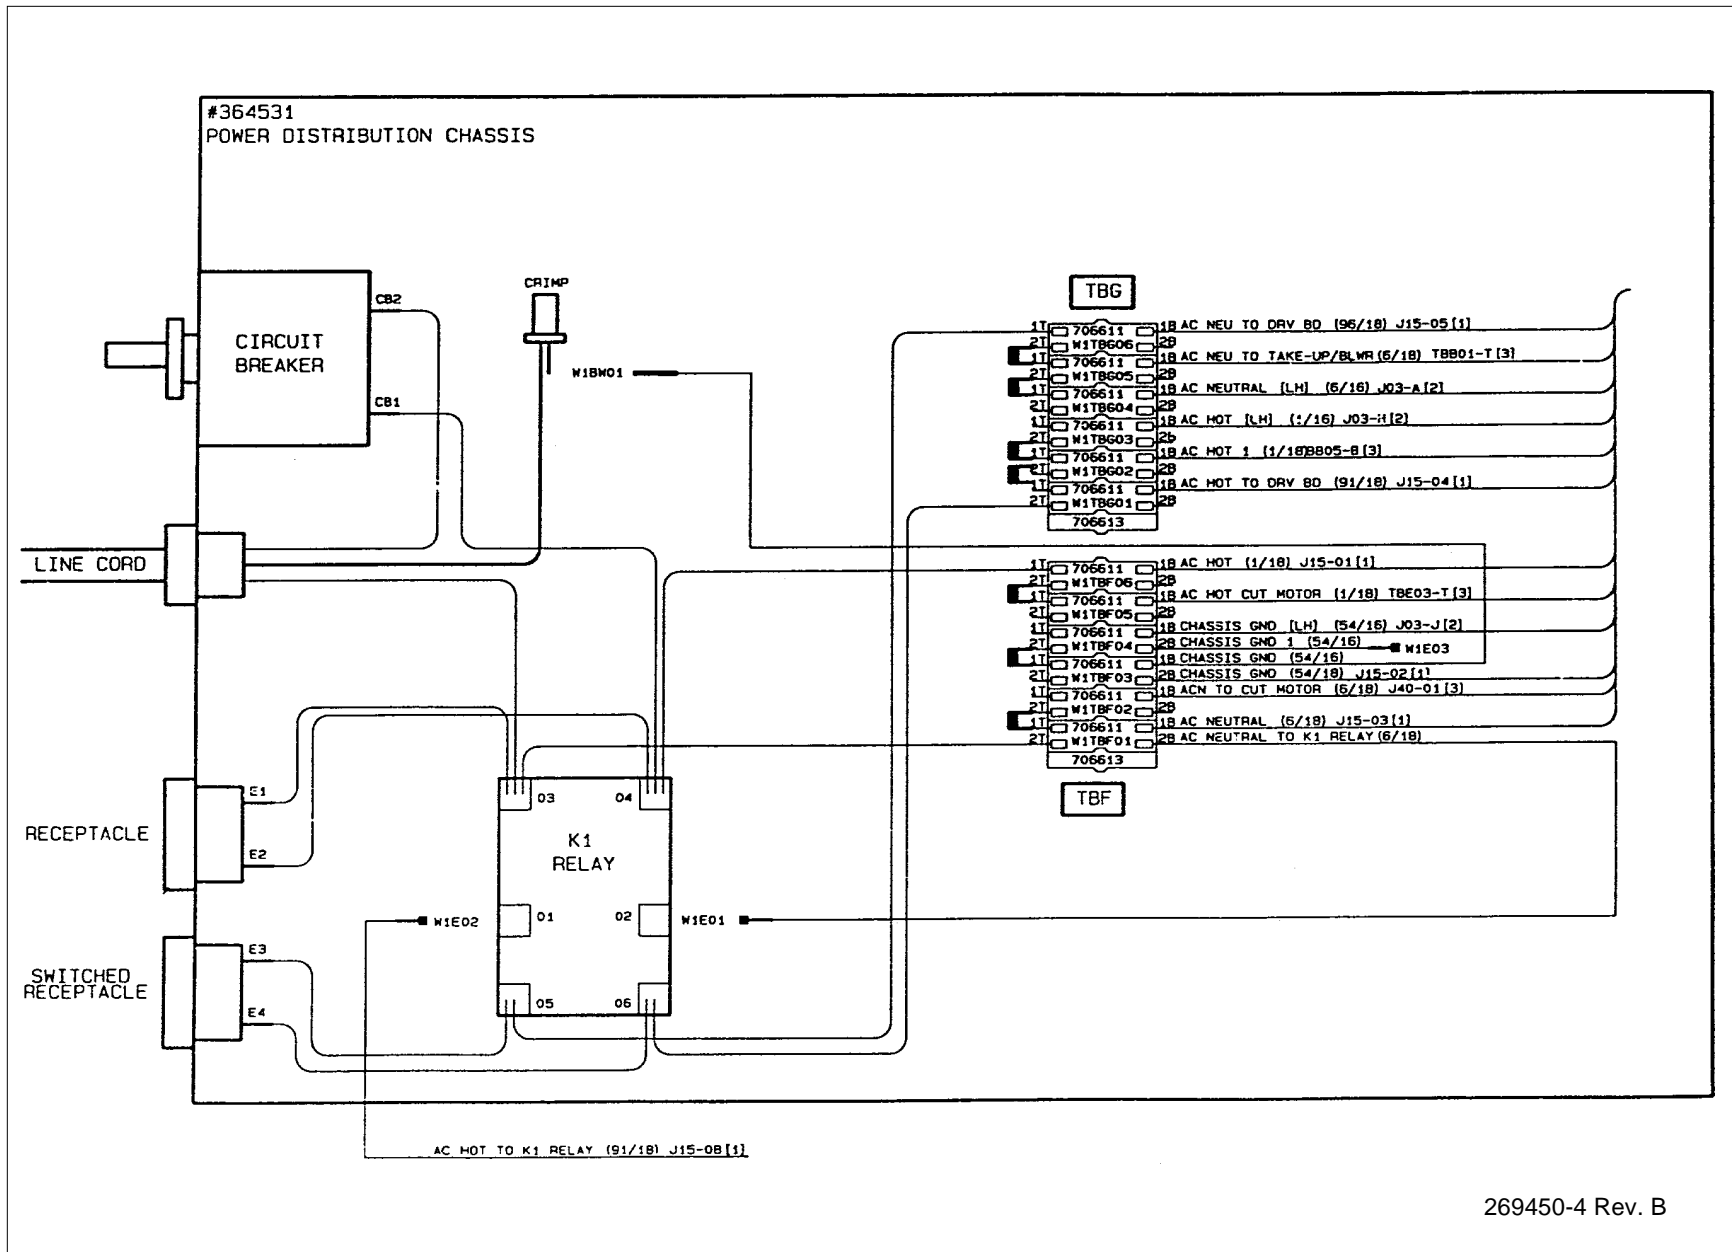 #364531
POWER DISTRIBUTION CHASSIS
CIRCUIT
BREAKER
CB2
CB1
CRIMP
W1BW01
LINE CORD
TBG
1T 706611 1B AC NEU TO DRV BD (96/18) J15-05[1]
2T W1TBG06 2B
1T 706611 1B AC NEU TO TAKE-UP/BLWR(6/18) TBB01-T[3]
2T W1TBG05 2B
1T 706611 1B AC NEUTRAL [LH] (6/16) J03-A[2]
2T W1TBG04 2B
1T 706611 1B AC HOT [LH] (1/16) J03-H[2]
2T W1TBG03 2b
1T 706611 1B AC HOT 1 (1/18)BB05-B[3]
2T W1TBG02 2B
1T 706611 1B AC HOT TO DRV BD (91/18) J15-04[1]
2T W1TBG01 2B
706613
1T 706611 1B AC HOT (1/18) J15-01[1]
2T W1TBF06 2B
1T 706611 1B AC HOT CUT MOTOR (1/18) TBE03-T[3]
2T W1TBF05 2B
1T 706611 1B CHASSIS GND [LH] (54/16) J03-J[2]
2T W1TBF04 2B CHASSIS GND 1 (54/16) W1E03
1T 706611 1B CHASSIS GND (54/16)
2T W1TBF03 2B CHASSIS GND (54/18) J15-02[1]
1T 706611 1B ACN TO CUT MOTOR (6/18) J40-01[3]
2T W1TBF02 2B
1T 706611 1B AC NEUTRAL (6/18) J15-03[1]
2T W1TBF01 2B AC NEUTRAL TO K1 RELAY(6/18)
706613
TBF
RECEPTACLE
E1
E2
03
04
K1
RELAY
W1E02
01
02
W1E01
SWITCHED
RECEPTACLE
E3
E4
05
06
AC HOT TO K1 RELAY (91/18) J15-08[1]
269450-4 Rev. B